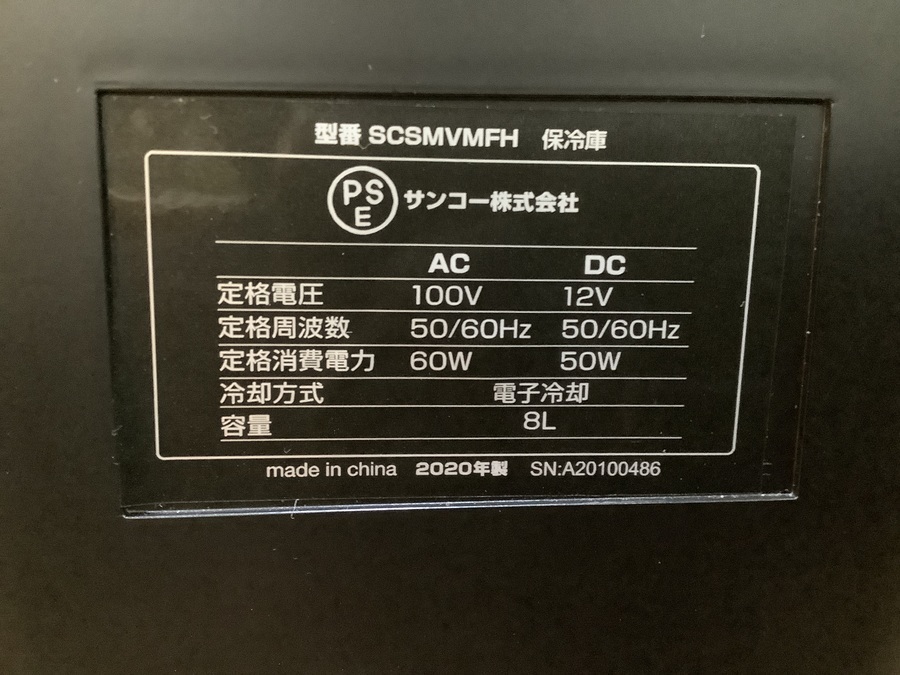 型番 SCSMVMFH 保冷庫
PSE サンコー株式会社
AC DC
定格電圧 100V 12V
定格周波数 50/60Hz 50/60Hz
定格消費電力 60W 50W
冷却方式 電子冷却
容量 8L
made in china 2020年製 SN:A20100486